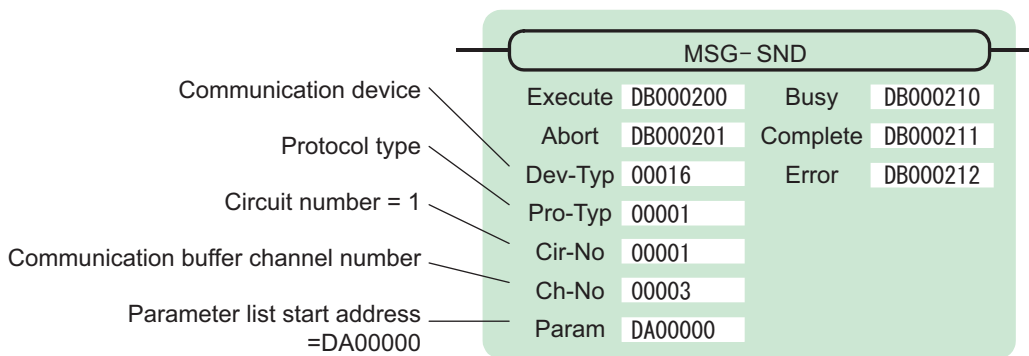 MSG-SND
Communication device
Protocol type
Circuit number = 1
Communication buffer channel number
Parameter list start address
=DA00000
Execute DB000200 Busy DB000210
Abort DB000201 Complete DB000211
Dev-Typ 00016 Error DB000212
Pro-Typ 00001
Cir-No 00001
Ch-No 00003
Param DA00000